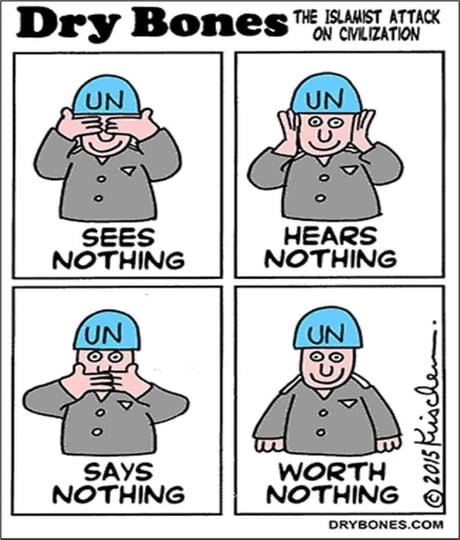 Dry Bones
THE ISLAMIST ATTACK
ON CIVILIZATION
UN
SEES
NOTHING
UN
HEARS
NOTHING
UN
SAYS
NOTHING
UN
WORTH
NOTHING
© 2015 Kirschen.
DRYBONES.COM